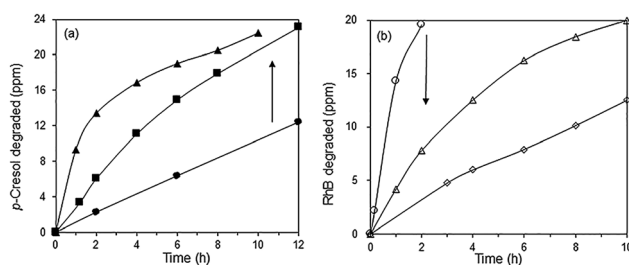 (a)
p-Cresol degraded (ppm)
24
20
16
12
8
4
0
0 2 4 6 8 10 12
Time (h)
(b)
RhB degraded (ppm)
20
15
10
5
0
0 2 4 6 8 10
Time (h)